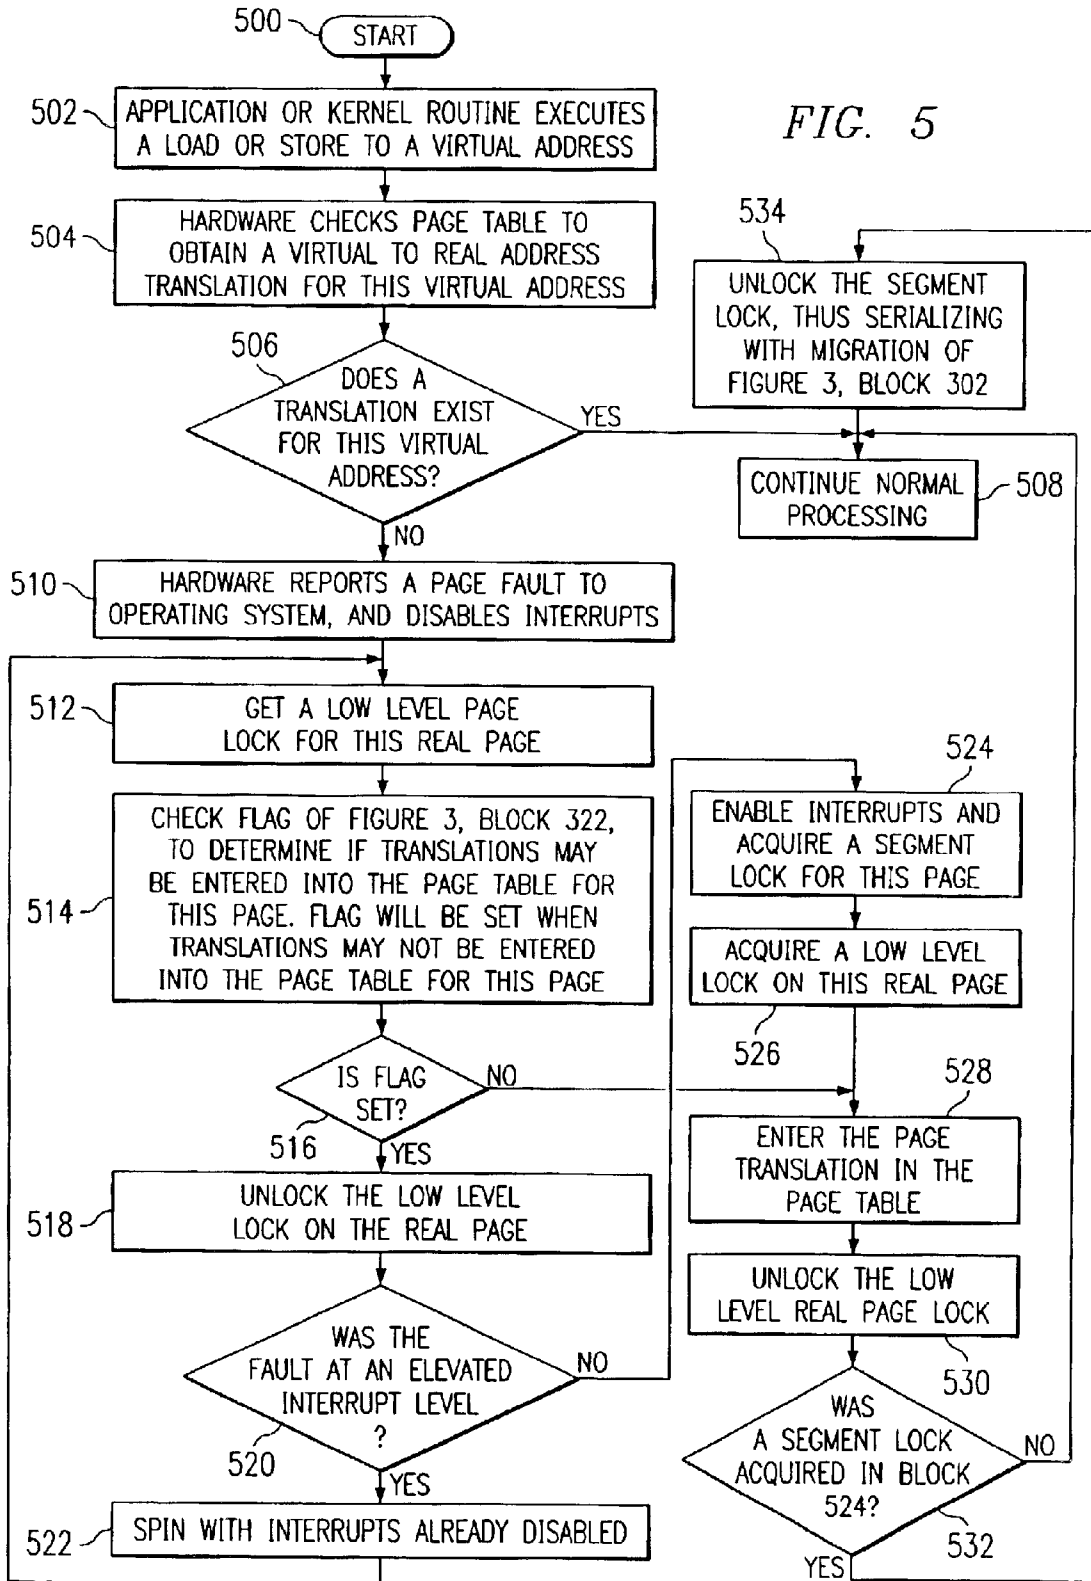 500
START
FIG. 5
502
APPLICATION OR KERNEL ROUTINE EXECUTES
A LOAD OR STORE TO A VIRTUAL ADDRESS
504
HARDWARE CHECKS PAGE TABLE TO
OBTAIN A VIRTUAL TO REAL ADDRESS
TRANSLATION FOR THIS VIRTUAL ADDRESS
506
DOES A
TRANSLATION EXIST
FOR THIS VIRTUAL
ADDRESS?
YES
NO
534
UNLOCK THE SEGMENT
LOCK, THUS SERIALIZING
WITH MIGRATION OF
FIGURE 3, BLOCK 302
CONTINUE NORMAL
PROCESSING
508
510
HARDWARE REPORTS A PAGE FAULT TO
OPERATING SYSTEM, AND DISABLES INTERRUPTS
512
GET A LOW LEVEL PAGE
LOCK FOR THIS REAL PAGE
514
CHECK FLAG OF FIGURE 3, BLOCK 322,
TO DETERMINE IF TRANSLATIONS MAY
BE ENTERED INTO THE PAGE TABLE FOR
THIS PAGE. FLAG WILL BE SET WHEN
TRANSLATIONS MAY NOT BE ENTERED
INTO THE PAGE TABLE FOR THIS PAGE
IS FLAG
SET?
516
NO
YES
518
UNLOCK THE LOW LEVEL
LOCK ON THE REAL PAGE
WAS THE
FAULT AT AN ELEVATED
INTERRUPT LEVEL
?
520
NO
YES
522
SPIN WITH INTERRUPTS ALREADY DISABLED
524
ENABLE INTERRUPTS AND
ACQUIRE A SEGMENT
LOCK FOR THIS PAGE
ACQUIRE A LOW LEVEL
LOCK ON THIS REAL PAGE
526
528
ENTER THE PAGE
TRANSLATION IN THE
PAGE TABLE
UNLOCK THE LOW
LEVEL REAL PAGE LOCK
530
WAS
A SEGMENT LOCK
ACQUIRED IN BLOCK
524?
NO
532
YES